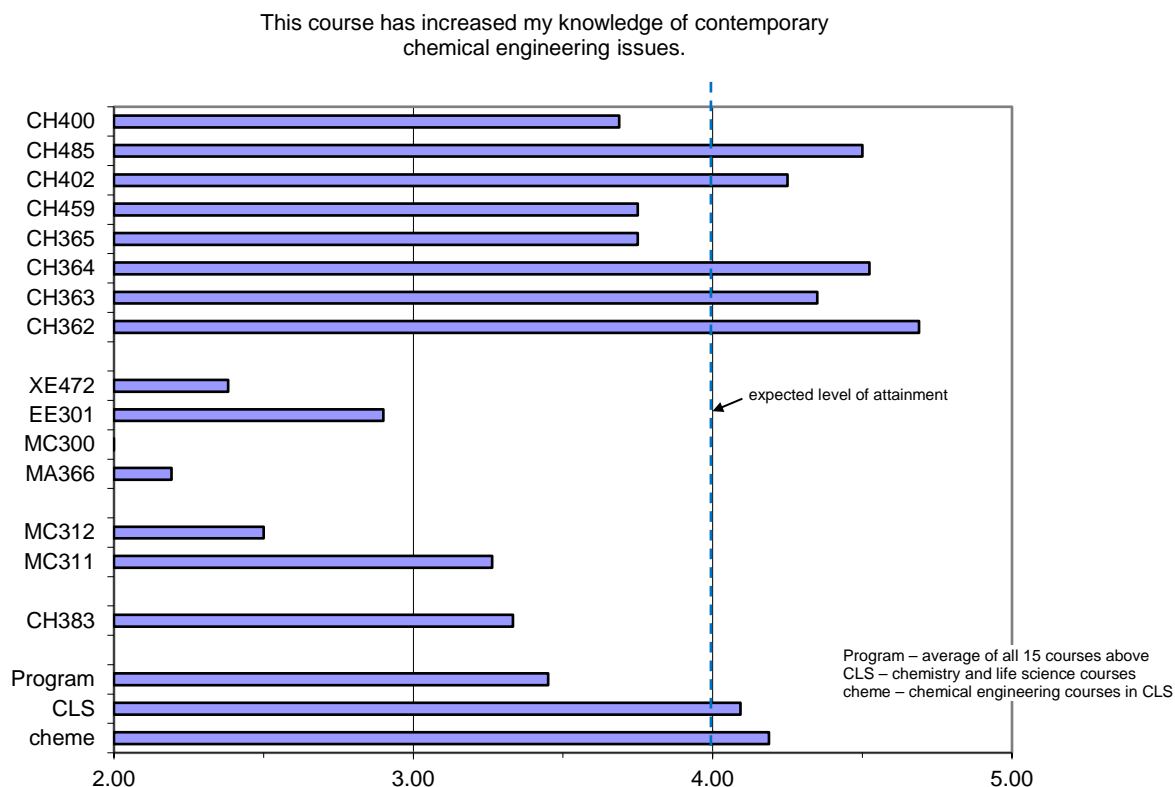 This course has increased my knowledge of contemporary
chemical engineering issues.
CH400
CH485
CH402
CH459
CH365
CH364
CH363
CH362
XE472
EE301
expected level of attainment
MC300
MA366
MC312
MC311
CH383
Program – average of all 15 courses above
CLS – chemistry and life science courses
cheme – chemical engineering courses in CLS
Program
CLS
cheme
2.00 3.00 4.00 5.00